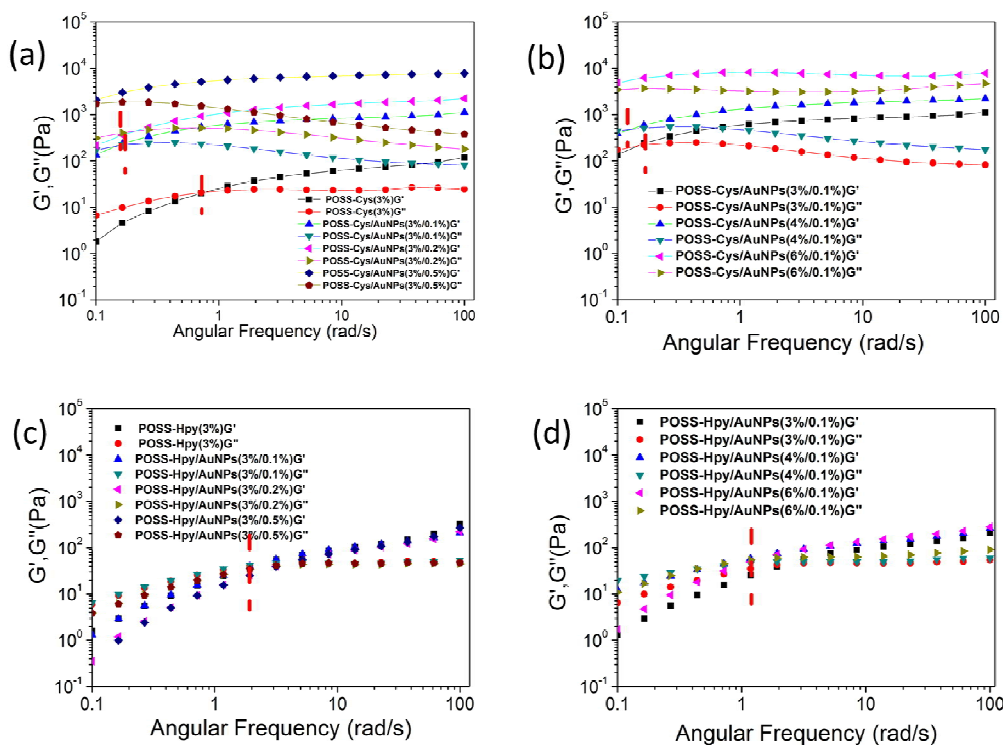 (a)
G',G''(Pa)
10^5
10^4
10^3
10^2
10^1
10^0
10^-1
POSS-Cys(3%)G'
POSS-Cys(3%)G''
POSS-Cys/AuNPs(3%/0.1%)G'
POSS-Cys/AuNPs(3%/0.1%)G''
POSS-Cys/AuNPs(3%/0.2%)G'
POSS-Cys/AuNPs(3%/0.2%)G''
POSS-Cys/AuNPs(3%/0.5%)G'
POSS-Cys/AuNPs(3%/0.5%)G''
0.1 1 10 100
Angular Frequency (rad/s)
(b)
G',G''(Pa)
10^5
10^4
10^3
10^2
10^1
10^0
10^-1
POSS-Cys/AuNPs(3%/0.1%)G'
POSS-Cys/AuNPs(3%/0.1%)G''
POSS-Cys/AuNPs(4%/0.1%)G'
POSS-Cys/AuNPs(4%/0.1%)G''
POSS-Cys/AuNPs(6%/0.1%)G'
POSS-Cys/AuNPs(6%/0.1%)G''
0.1 1 10 100
Angular Frequency (rad/s)
(c)
G',G''(Pa)
10^5
10^4
10^3
10^2
10^1
10^0
10^-1
POSS-Hpy(3%)G'
POSS-Hpy(3%)G''
POSS-Hpy/AuNPs(3%/0.1%)G'
POSS-Hpy/AuNPs(3%/0.1%)G''
POSS-Hpy/AuNPs(3%/0.2%)G'
POSS-Hpy/AuNPs(3%/0.2%)G''
POSS-Hpy/AuNPs(3%/0.5%)G'
POSS-Hpy/AuNPs(3%/0.5%)G''
0.1 1 10 100
Angular Frequency (rad/s)
(d)
G',G''(Pa)
10^5
10^4
10^3
10^2
10^1
10^0
10^-1
POSS-Hpy/AuNPs(3%/0.1%)G'
POSS-Hpy/AuNPs(3%/0.1%)G''
POSS-Hpy/AuNPs(4%/0.1%)G'
POSS-Hpy/AuNPs(4%/0.1%)G''
POSS-Hpy/AuNPs(6%/0.1%)G'
POSS-Hpy/AuNPs(6%/0.1%)G''
0.1 1 10 100
Angular Frequency (rad/s)